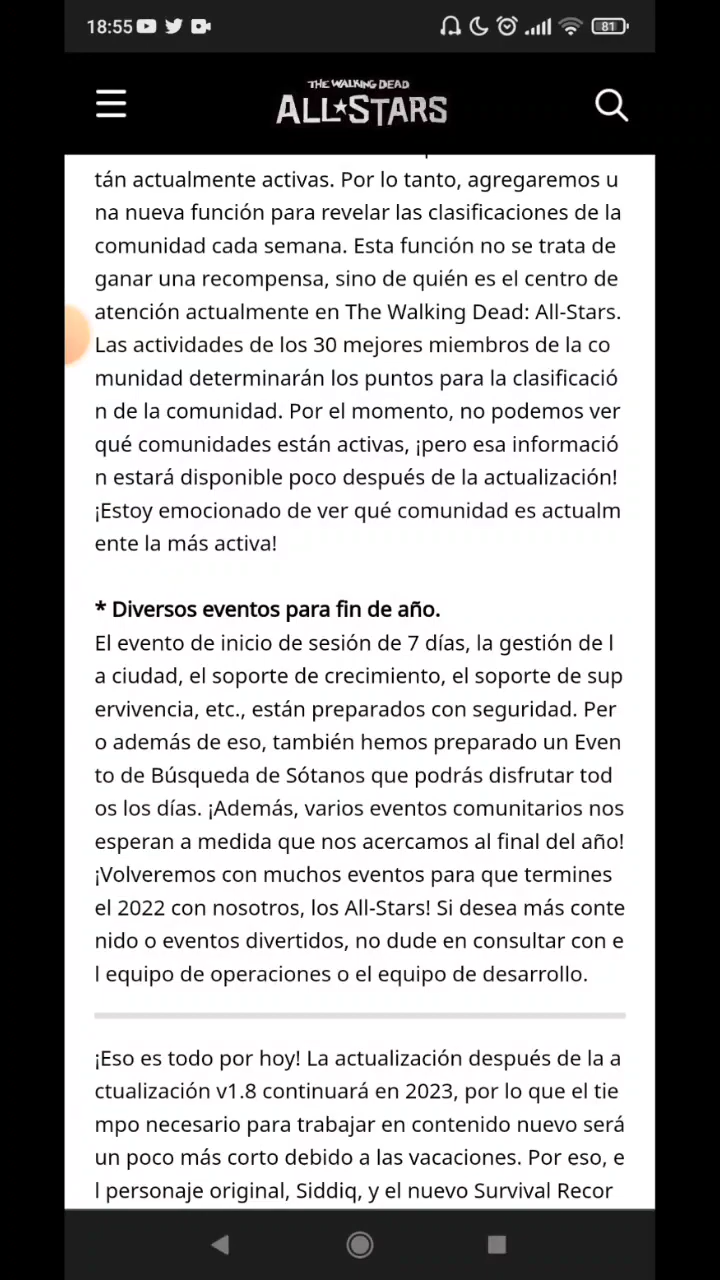 18:55
81
THE WALKING DEAD
ALL★STARS
tán actualmente activas. Por lo tanto, agregaremos u
na nueva función para revelar las clasificaciones de la
comunidad cada semana. Esta función no se trata de
ganar una recompensa, sino de quién es el centro de
atención actualmente en The Walking Dead: All-Stars.
Las actividades de los 30 mejores miembros de la co
munidad determinarán los puntos para la clasificació
n de la comunidad. Por el momento, no podemos ver
qué comunidades están activas, ¡pero esa informació
n estará disponible poco después de la actualización!
¡Estoy emocionado de ver qué comunidad es actualm
ente la más activa!
* Diversos eventos para fin de año.
El evento de inicio de sesión de 7 días, la gestión de l
a ciudad, el soporte de crecimiento, el soporte de sup
ervivencia, etc., están preparados con seguridad. Per
o además de eso, también hemos preparado un Even
to de Búsqueda de Sótanos que podrás disfrutar tod
os los días. ¡Además, varios eventos comunitarios nos
esperan a medida que nos acercamos al final del año!
¡Volveremos con muchos eventos para que termines
el 2022 con nosotros, los All-Stars! Si desea más conte
nido o eventos divertidos, no dude en consultar con e
l equipo de operaciones o el equipo de desarrollo.
¡Eso es todo por hoy! La actualización después de la a
ctualización v1.8 continuará en 2023, por lo que el tie
mpo necesario para trabajar en contenido nuevo será
un poco más corto debido a las vacaciones. Por eso, e
l personaje original, Siddiq, y el nuevo Survival Recor